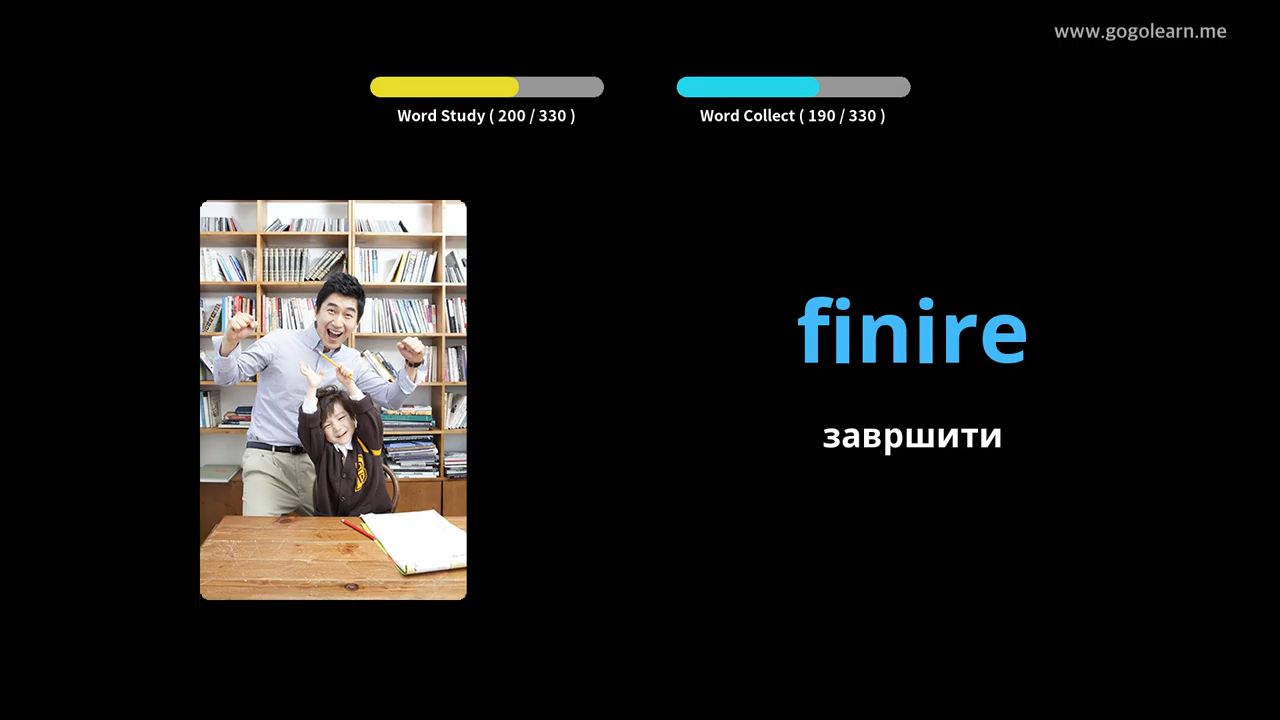 www.gogolearn.me
Word Study ( 200 / 330 )
Word Collect ( 190 / 330 )
finire
завршити